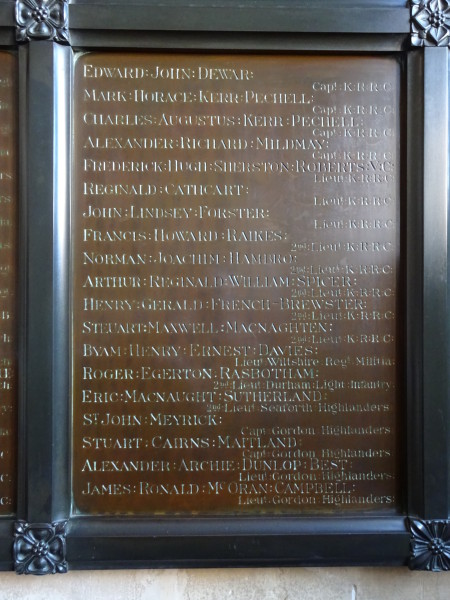 EDWARD:JOHN:DEWAR:
Capt K·R·R·C:
MARK:HORACE:KERR·PECHELL:
Capt K·R·R·C:
CHARLES:AUGUSTUS:KERR·PECHELL:
Capt K·R·R·C:
ALEXANDER:RICHARD:MILDMAY:
Capt K·R·R·C:
FREDERICK:HUGH:SHERSTON:ROBERTS:V.C:
Lieut K·R·R·C:
REGINALD:CATHCART:
Lieut K·R·R·C:
JOHN:LINDSEY:FORSTER:
Lieut K·R·R·C:
FRANCIS:HOWARD:RAIKES:
2nd:Lieut K·R·R·C:
NORMAN:JOACHIM:HAMBRO:
2nd:Lieut K·R·R·C:
ARTHUR:REGINALD:WILLIAM:SPICER:
2nd:Lieut K·R·R·C:
HENRY:GERALD:FRENCH-BREWSTER:
2nd:Lieut K·R·R·C:
STEUART:MAXWELL:MACNAGHTEN:
2nd:Lieut K·R·R·C:
BYAM:HENRY:ERNEST:DAVIES:
Lieut Wiltshire Regt Militia:
ROGER:EGERTON:RASBOTHAM:
2nd:Lieut:Durham:Light:Infantry
ERIC:MACNAUGHT:SUTHERLAND:
2nd:Lieut:Seaforth Highlanders
ST JOHN:MEYRICK:
Capt:Gordon:Highlanders
STUART:CAIRNS:MAITLAND:
Capt:Gordon:Highlanders
ALEXANDER:ARCHIE:DUNLOP:BEST:
Lieut:Gordon:Highlanders:
JAMES:RONALD:MCORAN-CAMPBELL:
Lieut:Gordon:Highlanders: